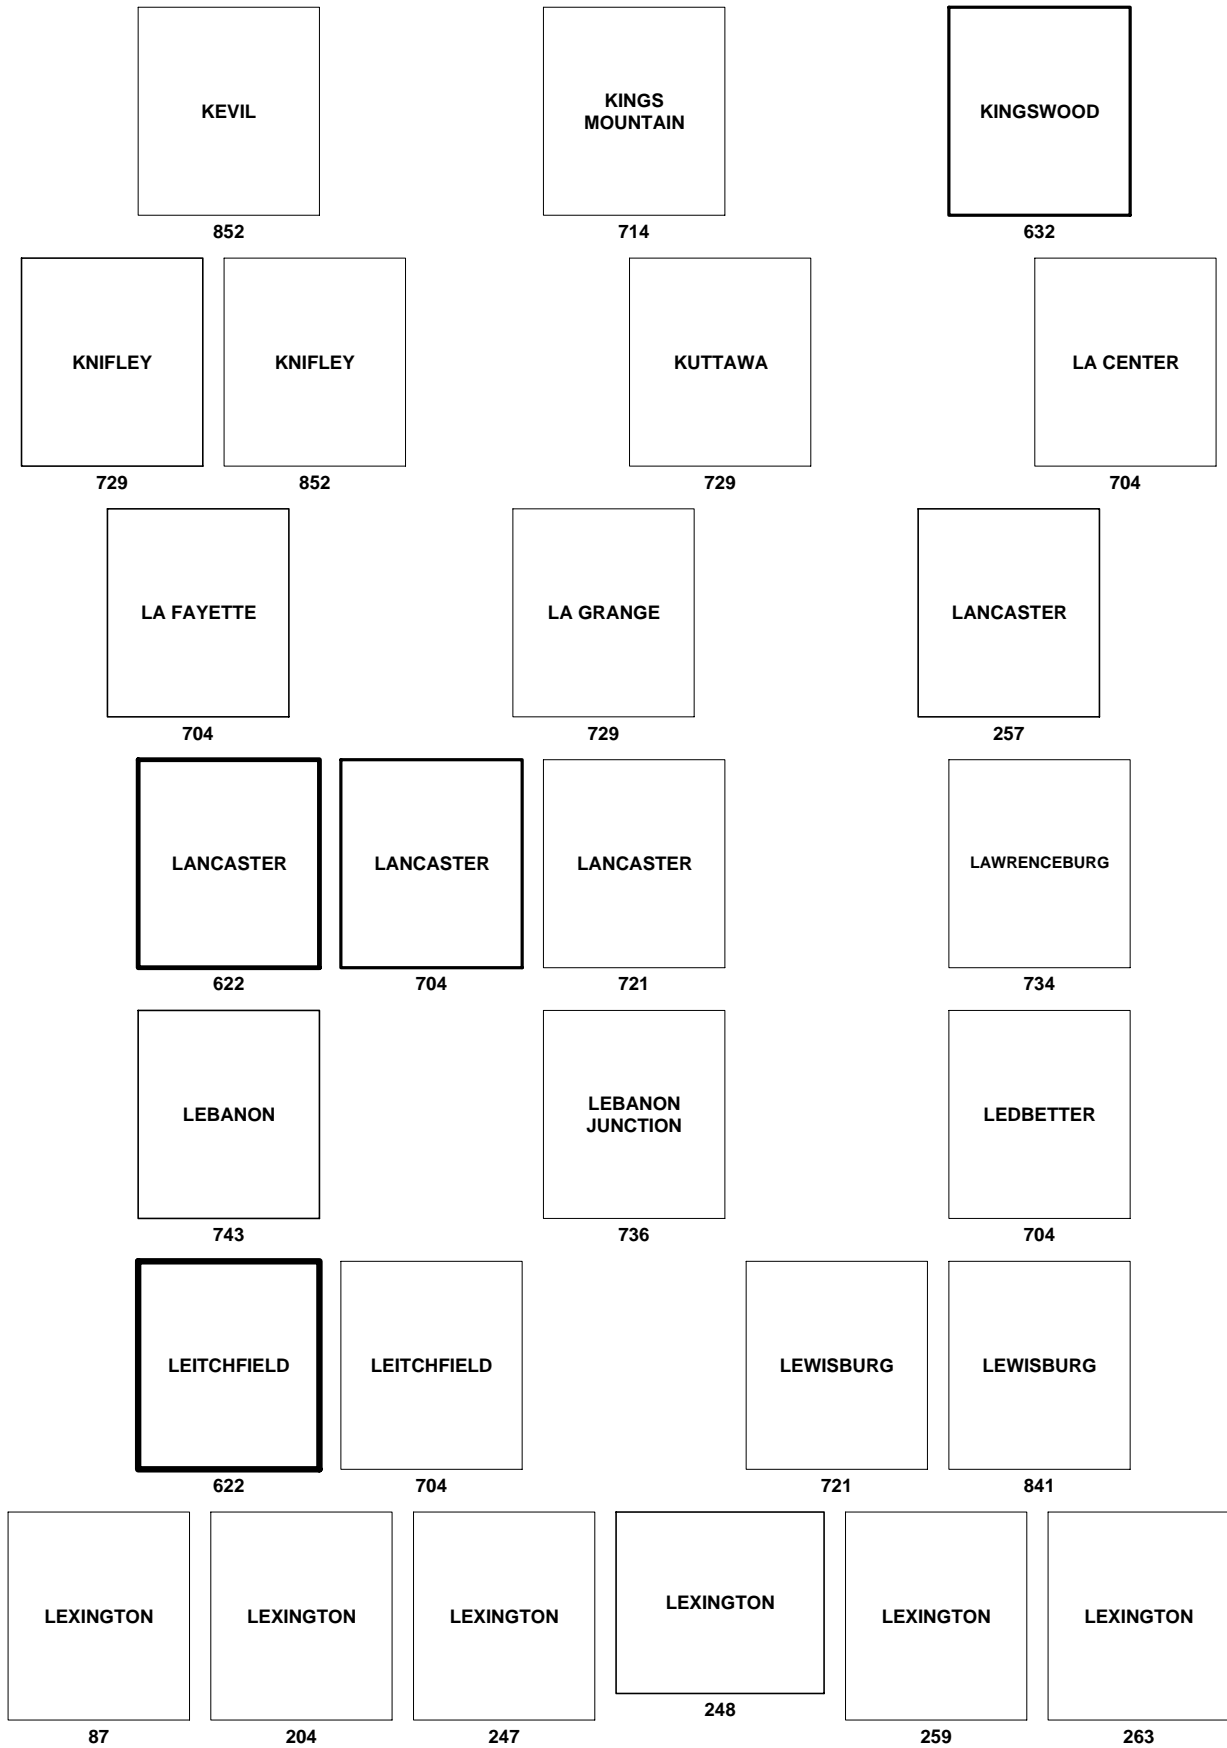 KEVIL
852
KINGS
MOUNTAIN
714
KINGSWOOD
632
KNIFLEY
729
KNIFLEY
852
KUTTAWA
729
LA CENTER
704
LA FAYETTE
704
LA GRANGE
729
LANCASTER
257
LANCASTER
622
LANCASTER
704
LANCASTER
721
LAWRENCEBURG
734
LEBANON
743
LEBANON
JUNCTION
736
LEDBETTER
704
LEITCHFIELD
622
LEITCHFIELD
704
LEWISBURG
721
LEWISBURG
841
LEXINGTON
87
LEXINGTON
204
LEXINGTON
247
LEXINGTON
248
LEXINGTON
259
LEXINGTON
263